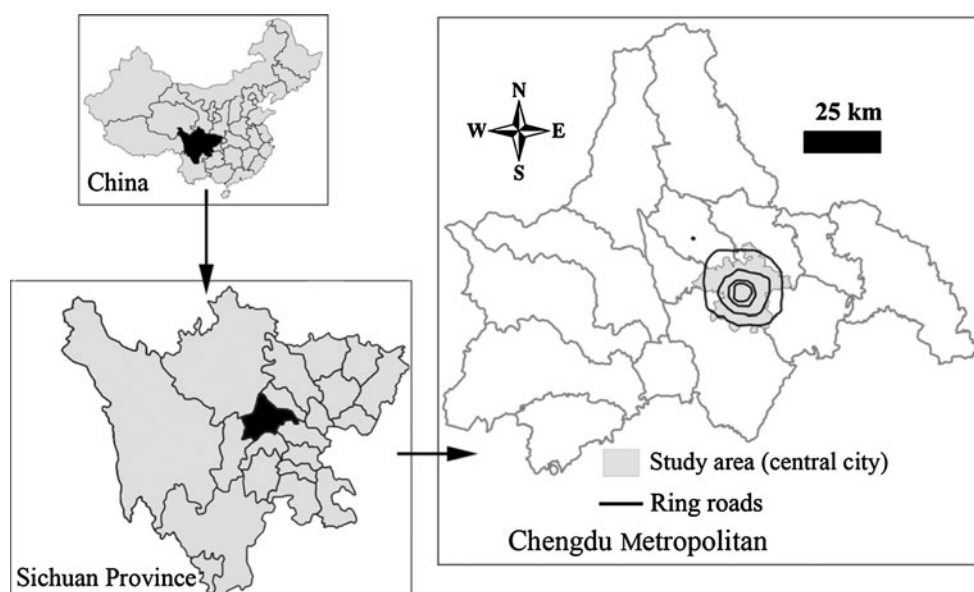 China
Sichuan Province
N
W E
S
25 km
Study area (central city)
Ring roads
Chengdu Metropolitan